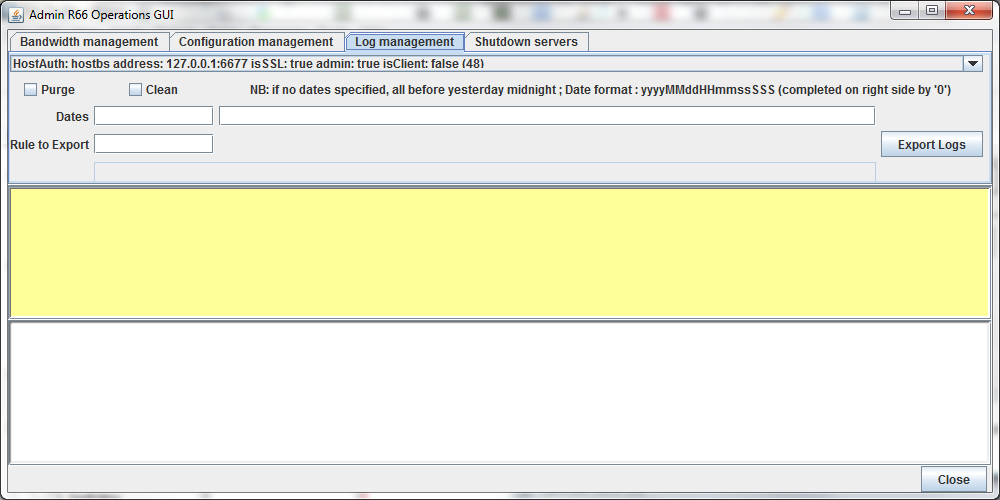 Admin R66 Operations GUI
Bandwidth management Configuration management Log management Shutdown servers
HostAuth: hostbs address: 127.0.0.1:6677 isSSL: true admin: true isClient: false (48)
Purge Clean NB: if no dates specified, all before yesterday midnight ; Date format : yyyyMMddHHmmssSSS (completed on right side by '0')
Dates
Rule to Export Export Logs
Close